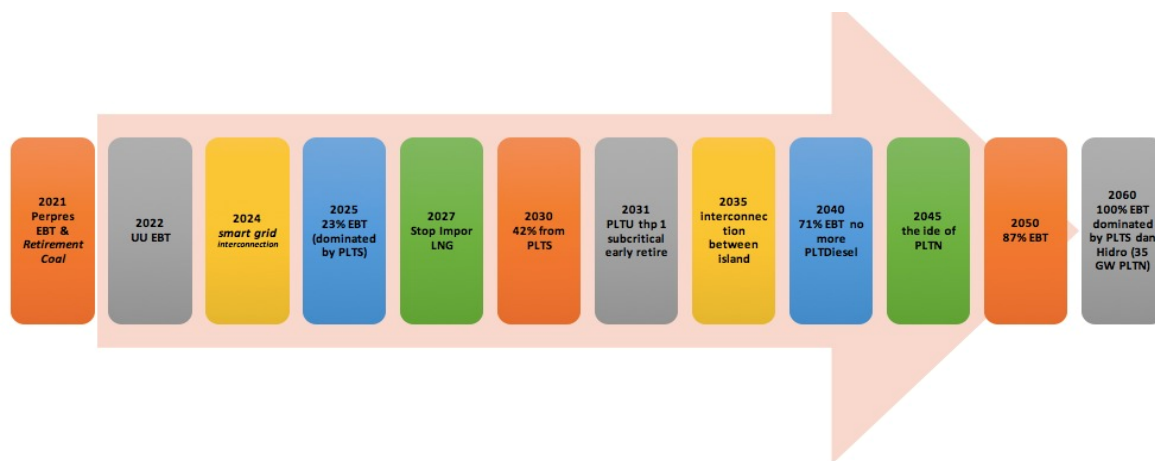 2021
Perpres
EBT &
Retirement
Coal
2022
UU EBT
2024
smart grid
interconnection
2025
23% EBT
(dominated
by PLTS)
2027
Stop Impor
LNG
2030
42% from
PLTS
2031
PLTU thp 1
subcritical
early retire
2035
interconnec
tion
between
island
2040
71% EBT no
more
PLTDiesel
2045
the ide of
PLTN
2050
87% EBT
2060
100% EBT
dominated
by PLTS dan
Hidro (35
GW PLTN)